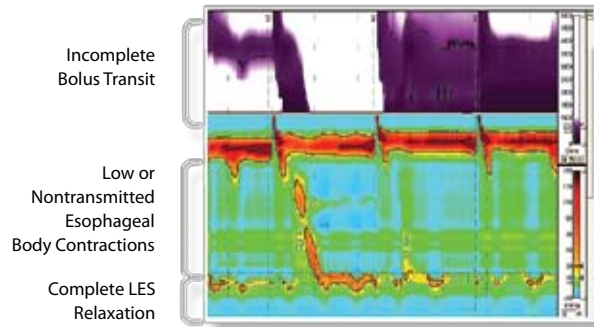 Incomplete
Bolus Transit
Low or
Nontransmitted
Esophageal
Body Contractions
Complete LES
Relaxation